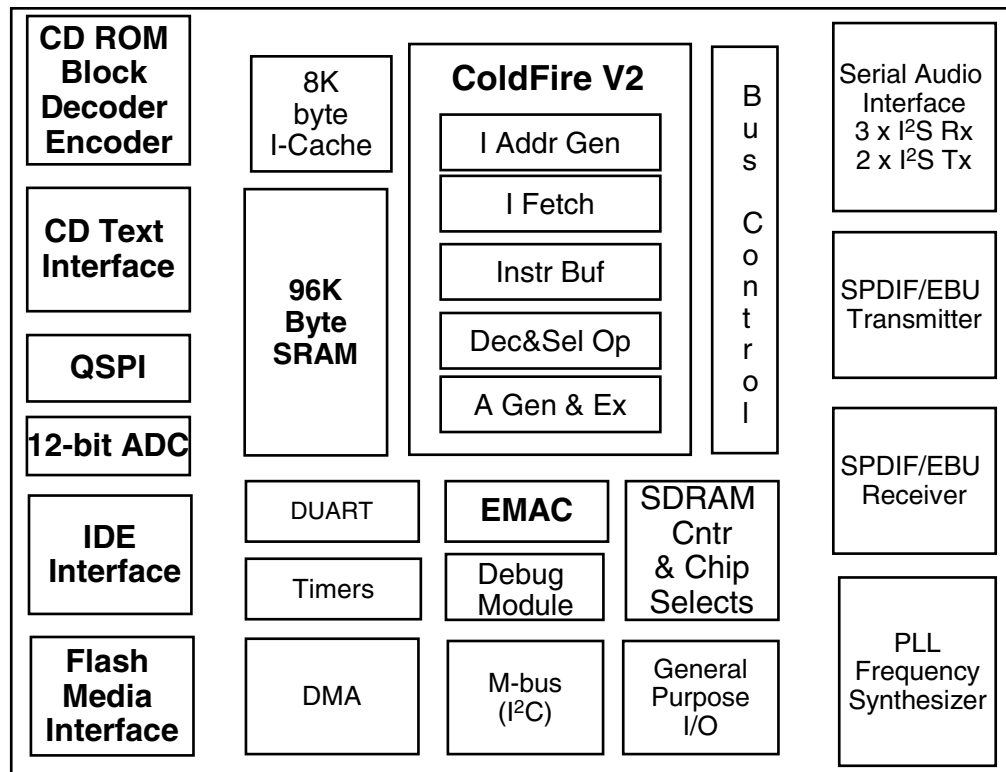 CD ROM
Block
Decoder
Encoder
CD Text
Interface
QSPI
12-bit ADC
IDE
Interface
Flash
Media
Interface
8K
byte
I-Cache
96K
Byte
SRAM
ColdFire V2
I Addr Gen
I Fetch
Instr Buf
Dec&Sel Op
A Gen & Ex
Bus Control
DUART
Timers
DMA
EMAC
Debug
Module
M-bus
(I²C)
SDRAM
Cntr
& Chip
Selects
General
Purpose
I/O
Serial Audio
Interface
3 x I²S Rx
2 x I²S Tx
SPDIF/EBU
Transmitter
SPDIF/EBU
Receiver
PLL
Frequency
Synthesizer